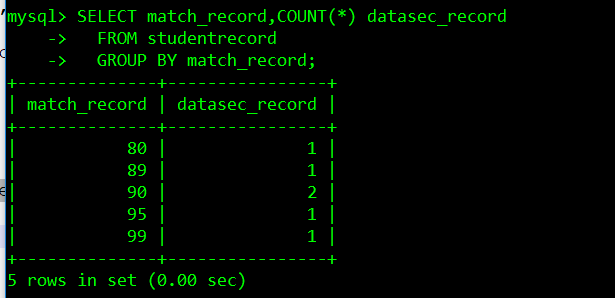 mysql> SELECT match_record,COUNT(*) datasec_record
    ->   FROM studentrecord
    ->   GROUP BY match_record;
+--------------+----------------+
| match_record | datasec_record |
+--------------+----------------+
|           80 |              1 |
|           89 |              1 |
|           90 |              2 |
|           95 |              1 |
|           99 |              1 |
+--------------+----------------+
5 rows in set (0.00 sec)